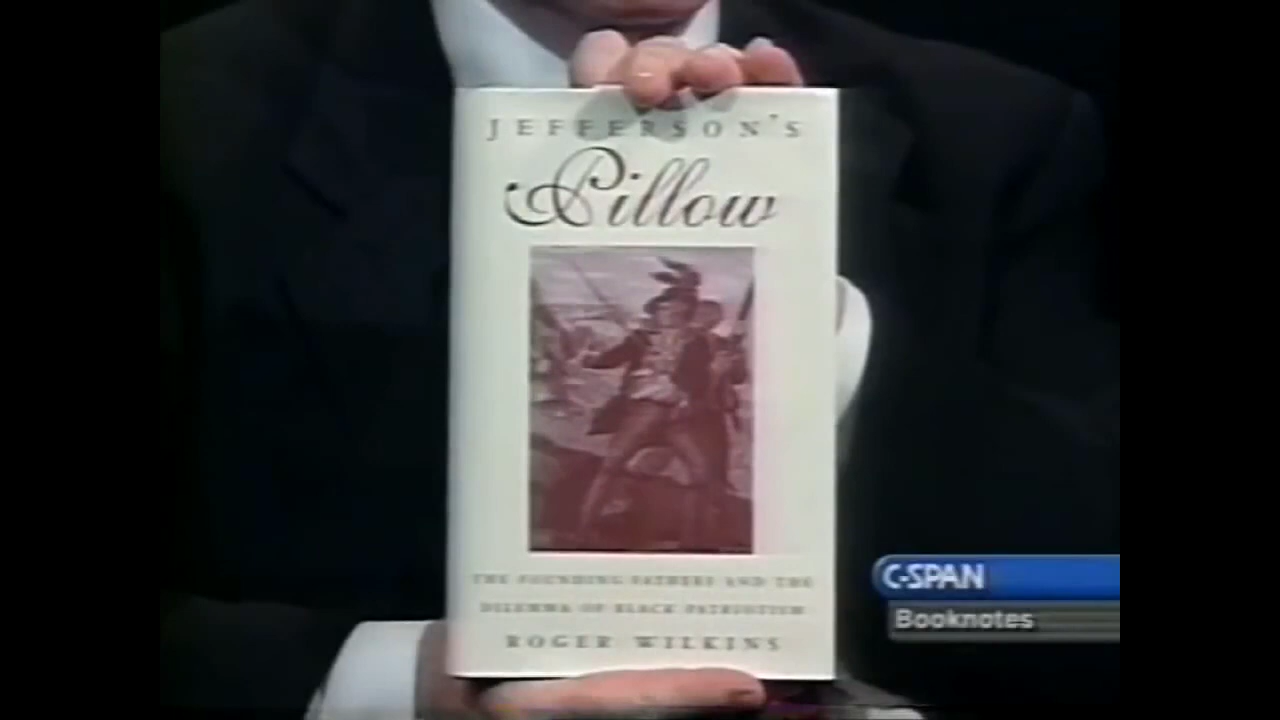 JEFFERSON'S
Pillow
THE FOUNDING FATHERS AND THE
DILEMMA OF BLACK PATRIOTISM
ROGER WILKINS
C-SPAN
Booknotes